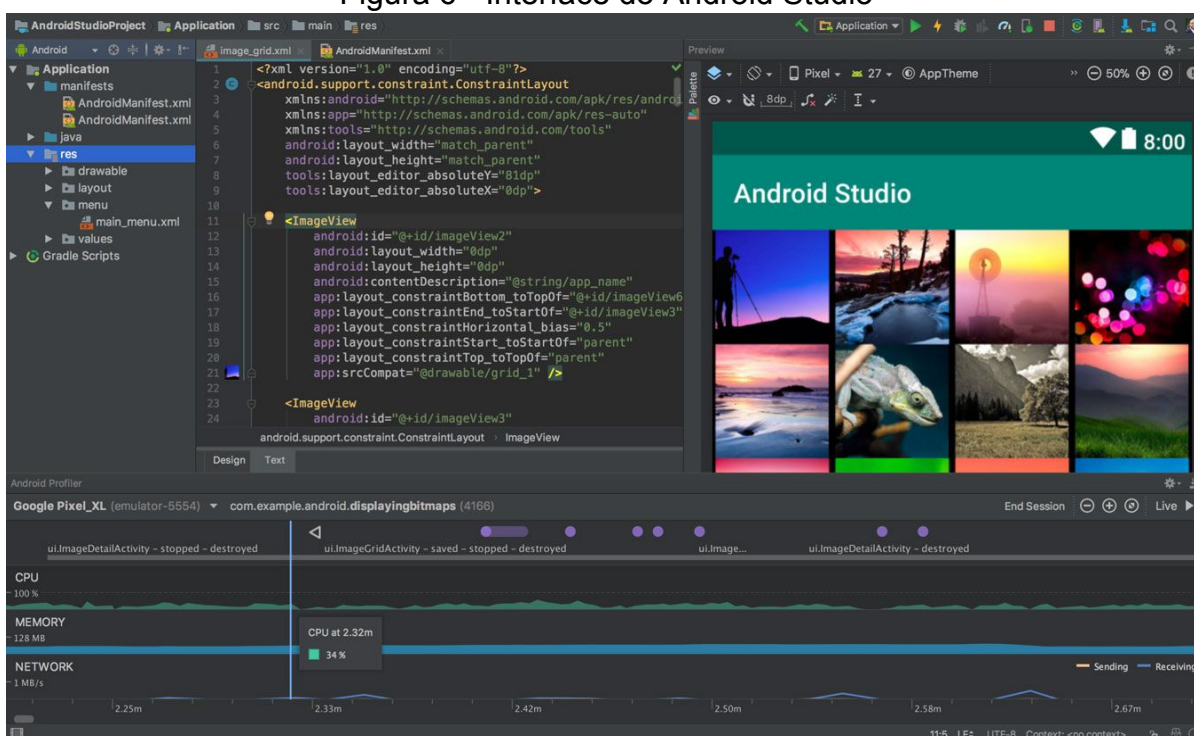 Figura 6 - Interface do Android Studio
AndroidStudioProject Application src main res
Application
Android
image_grid.xml AndroidManifest.xml
Preview
Application
manifests
AndroidManifest.xml
AndroidManifest.xml
java
res
drawable
layout
menu
main_menu.xml
values
Gradle Scripts
1 <?xml version="1.0" encoding="utf-8"?>
2 <android.support.constraint.ConstraintLayout
3 xmlns:android="http://schemas.android.com/apk/res/androi
4 xmlns:app="http://schemas.android.com/apk/res-auto"
5 xmlns:tools="http://schemas.android.com/tools"
6 android:layout_width="match_parent"
7 android:layout_height="match_parent"
8 tools:layout_editor_absoluteY="81dp"
9 tools:layout_editor_absoluteX="0dp">
10
11 <ImageView
12 android:id="@+id/imageView2"
13 android:layout_width="0dp"
14 android:layout_height="0dp"
15 android:contentDescription="@string/app_name"
16 app:layout_constraintBottom_toTopOf="@+id/imageView6
17 app:layout_constraintEnd_toStartOf="@+id/imageView3"
18 app:layout_constraintHorizontal_bias="0.5"
19 app:layout_constraintStart_toStartOf="parent"
20 app:layout_constraintTop_toTopOf="parent"
21 app:srcCompat="@drawable/grid_1" />
22
23 <ImageView
24 android:id="@+id/imageView3"
android.support.constraint.ConstraintLayout › ImageView
Design Text
Palette
Pixel 27 AppTheme » 50%
8dp
8:00
Android Studio
Android Profiler
Google Pixel_XL (emulator-5554) com.example.android.displayingbitmaps (4166)
End Session Live
ui.ImageDetailActivity – stopped – destroyed ui.ImageGridActivity – saved – stopped – destroyed ui.Image... ui.ImageDetailActivity – destroyed
CPU
100 %
MEMORY
128 MB
CPU at 2.32m
34 %
NETWORK
Sending Receiving
1 MB/s
2.25m 2.33m 2.42m 2.50m 2.58m 2.67m
11:5 LF÷ UTF-8 Context: <no context>